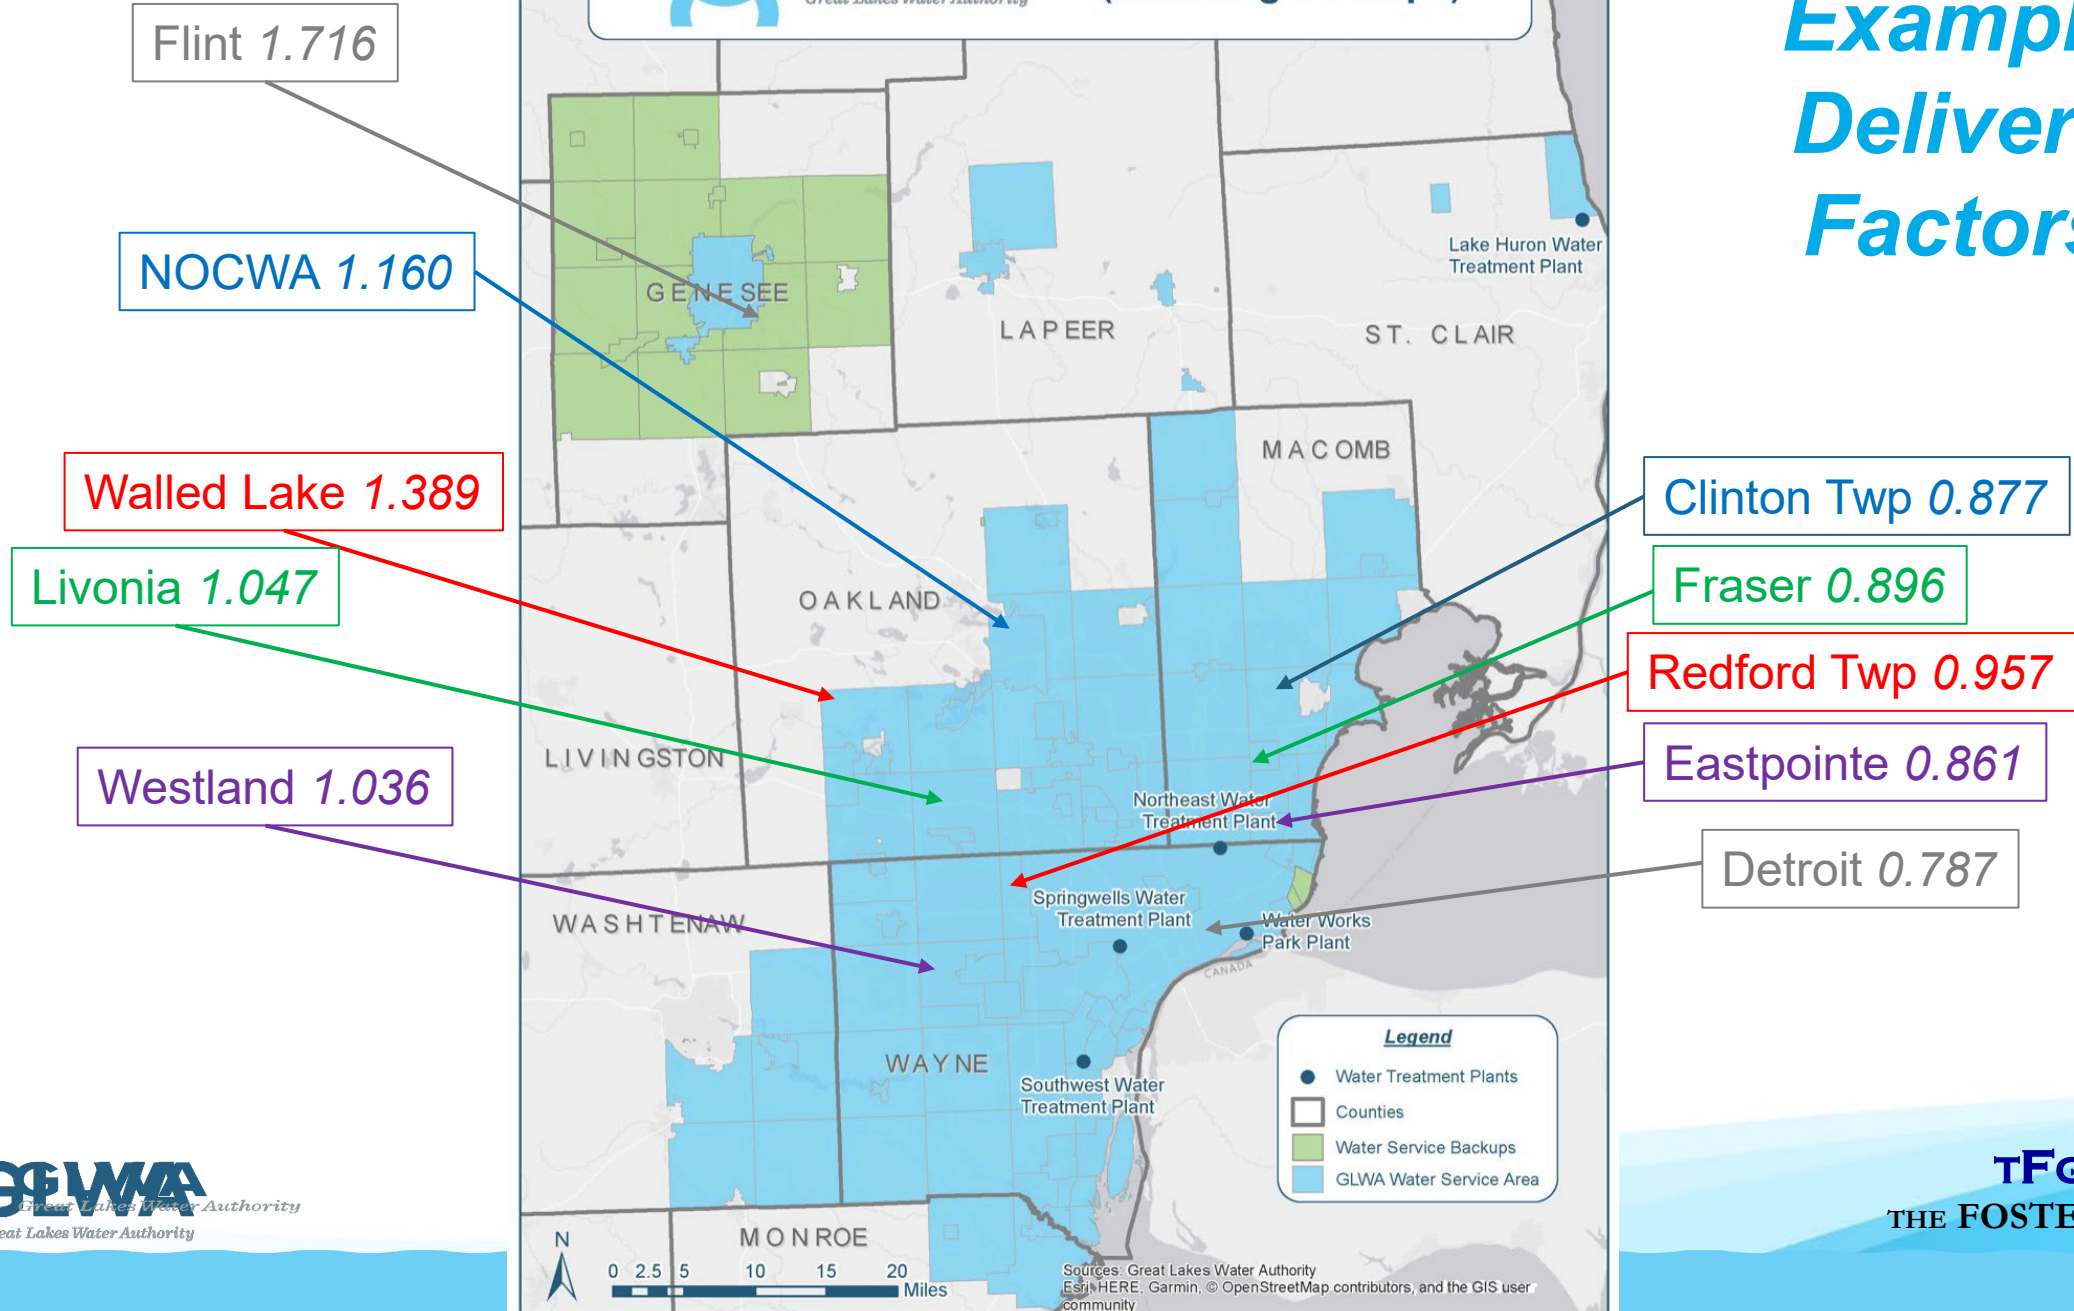 Flint 1.716
NOCWA 1.160
Walled Lake 1.389
Livonia 1.047
Westland 1.036
Great Lakes Water Authority
GENESEE
LAPEER
ST. CLAIR
Lake Huron Water
Treatment Plant
MACOMB
OAKLAND
LIVINGSTON
Northeast Water
Treatment Plant
Springwells Water
Treatment Plant
Water Works
Park Plant
CANADA
WASHTENAW
WAYNE
Southwest Water
Treatment Plant
MONROE
Legend
Water Treatment Plants
Counties
Water Service Backups
GLWA Water Service Area
N
0 2.5 5 10 15 20
Miles
Sources: Great Lakes Water Authority
Esri, HERE, Garmin, © OpenStreetMap contributors, and the GIS user
community
Exampl
Deliver
Factors
Clinton Twp 0.877
Fraser 0.896
Redford Twp 0.957
Eastpointe 0.861
Detroit 0.787
GLWA
Great Lakes Water Authority
eat Lakes Water Authority
TFG
THE FOSTE